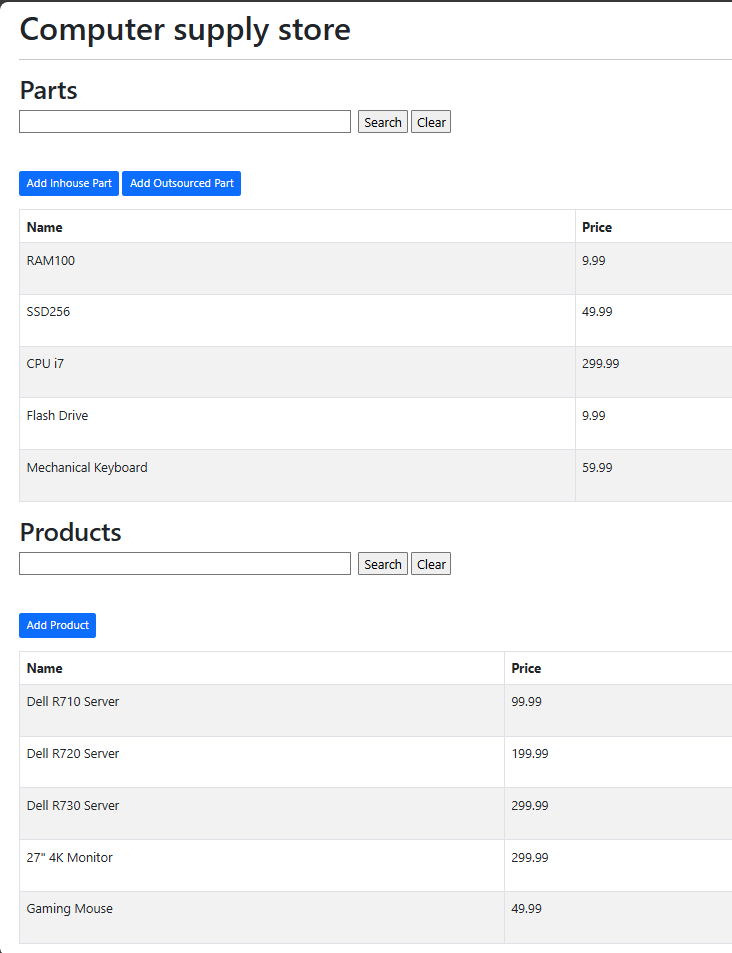 Computer supply store
Parts
Search Clear
Add Inhouse Part Add Outsourced Part
Name Price
RAM100 9.99
SSD256 49.99
CPU i7 299.99
Flash Drive 9.99
Mechanical Keyboard 59.99
Products
Search Clear
Add Product
Name Price
Dell R710 Server 99.99
Dell R720 Server 199.99
Dell R730 Server 299.99
27" 4K Monitor 299.99
Gaming Mouse 49.99